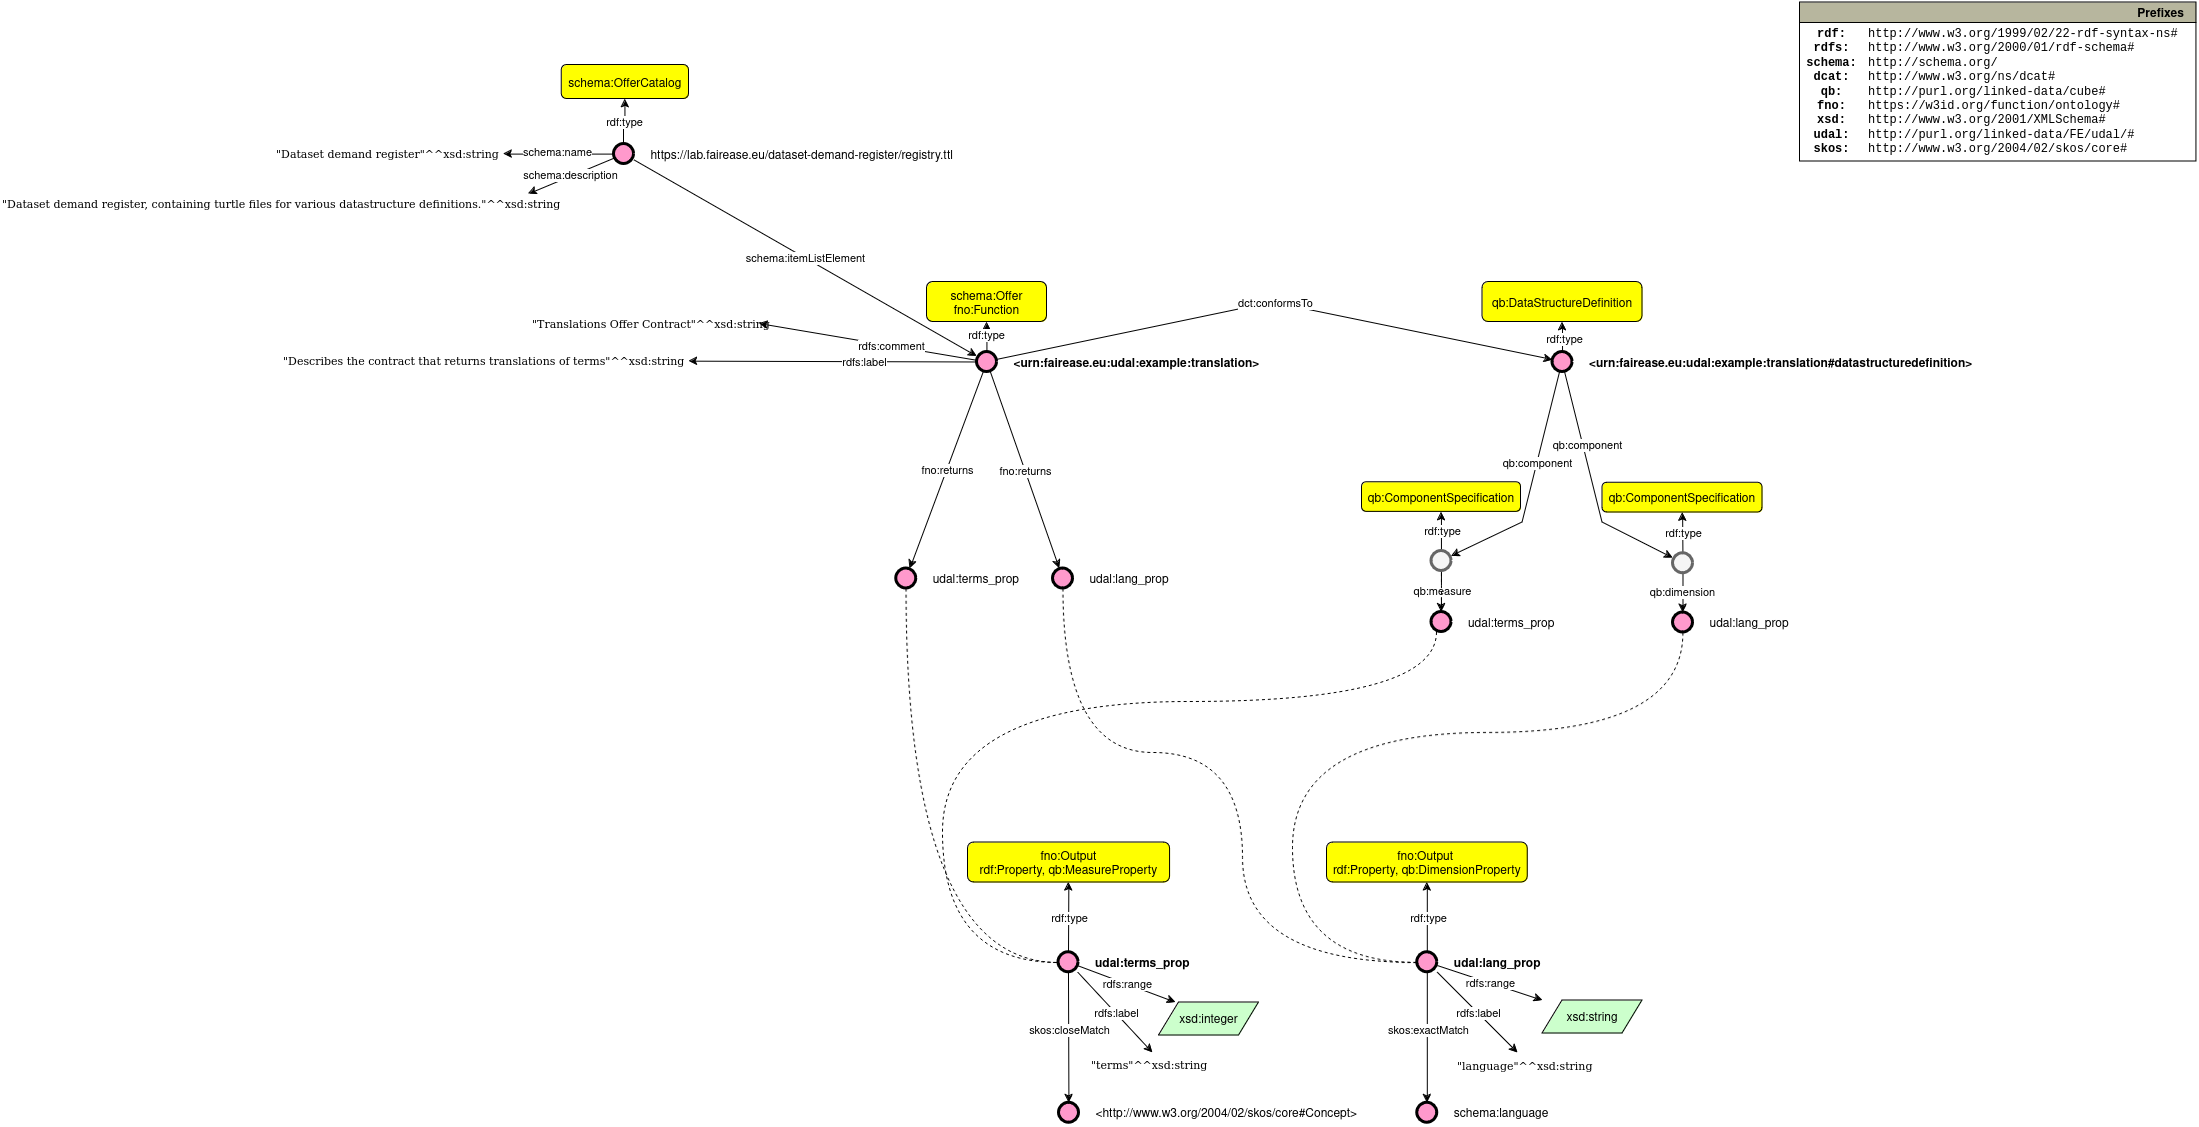 Prefixes
rdf: http://www.w3.org/1999/02/22-rdf-syntax-ns#
rdfs: http://www.w3.org/2000/01/rdf-schema#
schema: http://schema.org/
dcat: http://www.w3.org/ns/dcat#
qb: http://purl.org/linked-data/cube#
fno: https://w3id.org/function/ontology#
xsd: http://www.w3.org/2001/XMLSchema#
udal: http://purl.org/linked-data/FE/udal/#
skos: http://www.w3.org/2004/02/skos/core#
schema:OfferCatalog
rdf:type
"Dataset demand register"^^xsd:string
schema:name
https://lab.fairease.eu/dataset-demand-register/registry.ttl
schema:description
"Dataset demand register, containing turtle files for various datastructure definitions."^^xsd:string
schema:itemListElement
schema:Offer
fno:Function
rdf:type
dct:conformsTo
qb:DataStructureDefinition
rdf:type
"Translations Offer Contract"^^xsd:string
rdfs:comment
"Describes the contract that returns translations of terms"^^xsd:string
rdfs:label
<urn:fairease.eu:udal:example:translation>
<urn:fairease.eu:udal:example:translation#datastructuredefinition>
fno:returns
fno:returns
qb:component
qb:component
qb:ComponentSpecification
qb:ComponentSpecification
rdf:type
rdf:type
udal:terms_prop
udal:lang_prop
qb:measure
qb:dimension
udal:terms_prop
udal:lang_prop
fno:Output
rdf:Property, qb:MeasureProperty
fno:Output
rdf:Property, qb:DimensionProperty
rdf:type
rdf:type
udal:terms_prop
udal:lang_prop
rdfs:range
rdfs:range
rdfs:label
xsd:integer
rdfs:label
xsd:string
skos:closeMatch
skos:exactMatch
"terms"^^xsd:string
"language"^^xsd:string
<http://www.w3.org/2004/02/skos/core#Concept>
schema:language